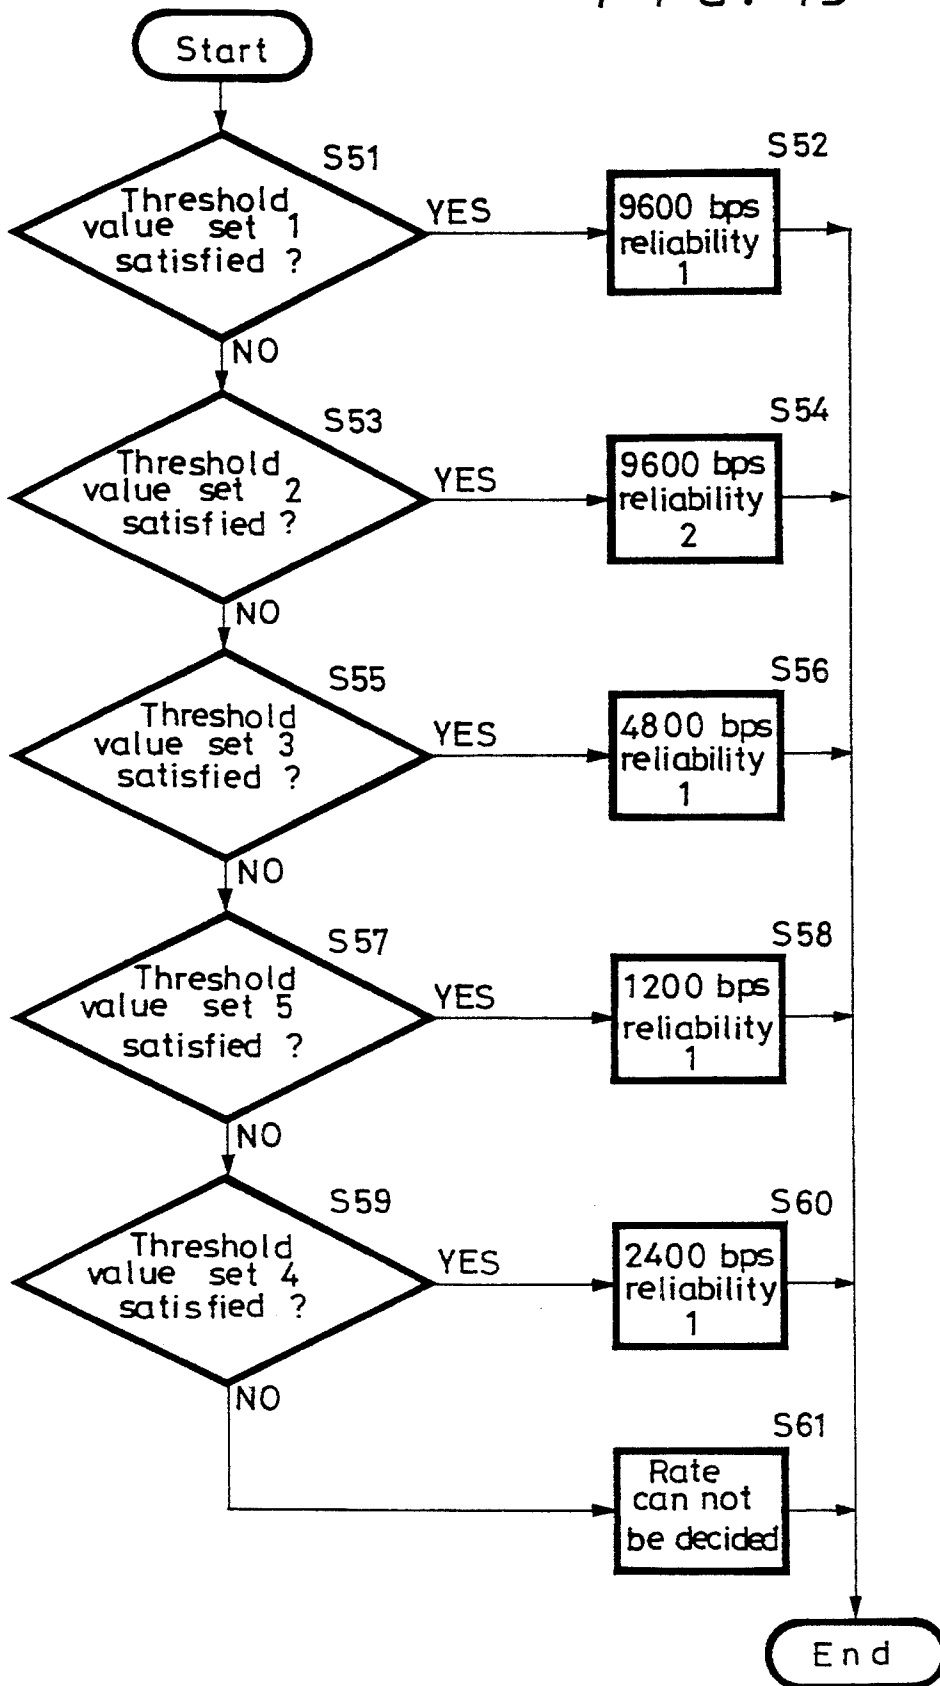 Start
S51
Threshold
value set 1
satisfied ?
YES
S52
9600 bps
reliability
1
NO
S53
Threshold
value set 2
satisfied ?
YES
S54
9600 bps
reliability
2
NO
S55
Threshold
value set 3
satisfied ?
YES
S56
4800 bps
reliability
1
NO
S57
Threshold
value set 5
satisfied ?
YES
S58
1200 bps
reliability
1
NO
S59
Threshold
value set 4
satisfied ?
YES
S60
2400 bps
reliability
1
NO
S61
Rate
can not
be decided
End